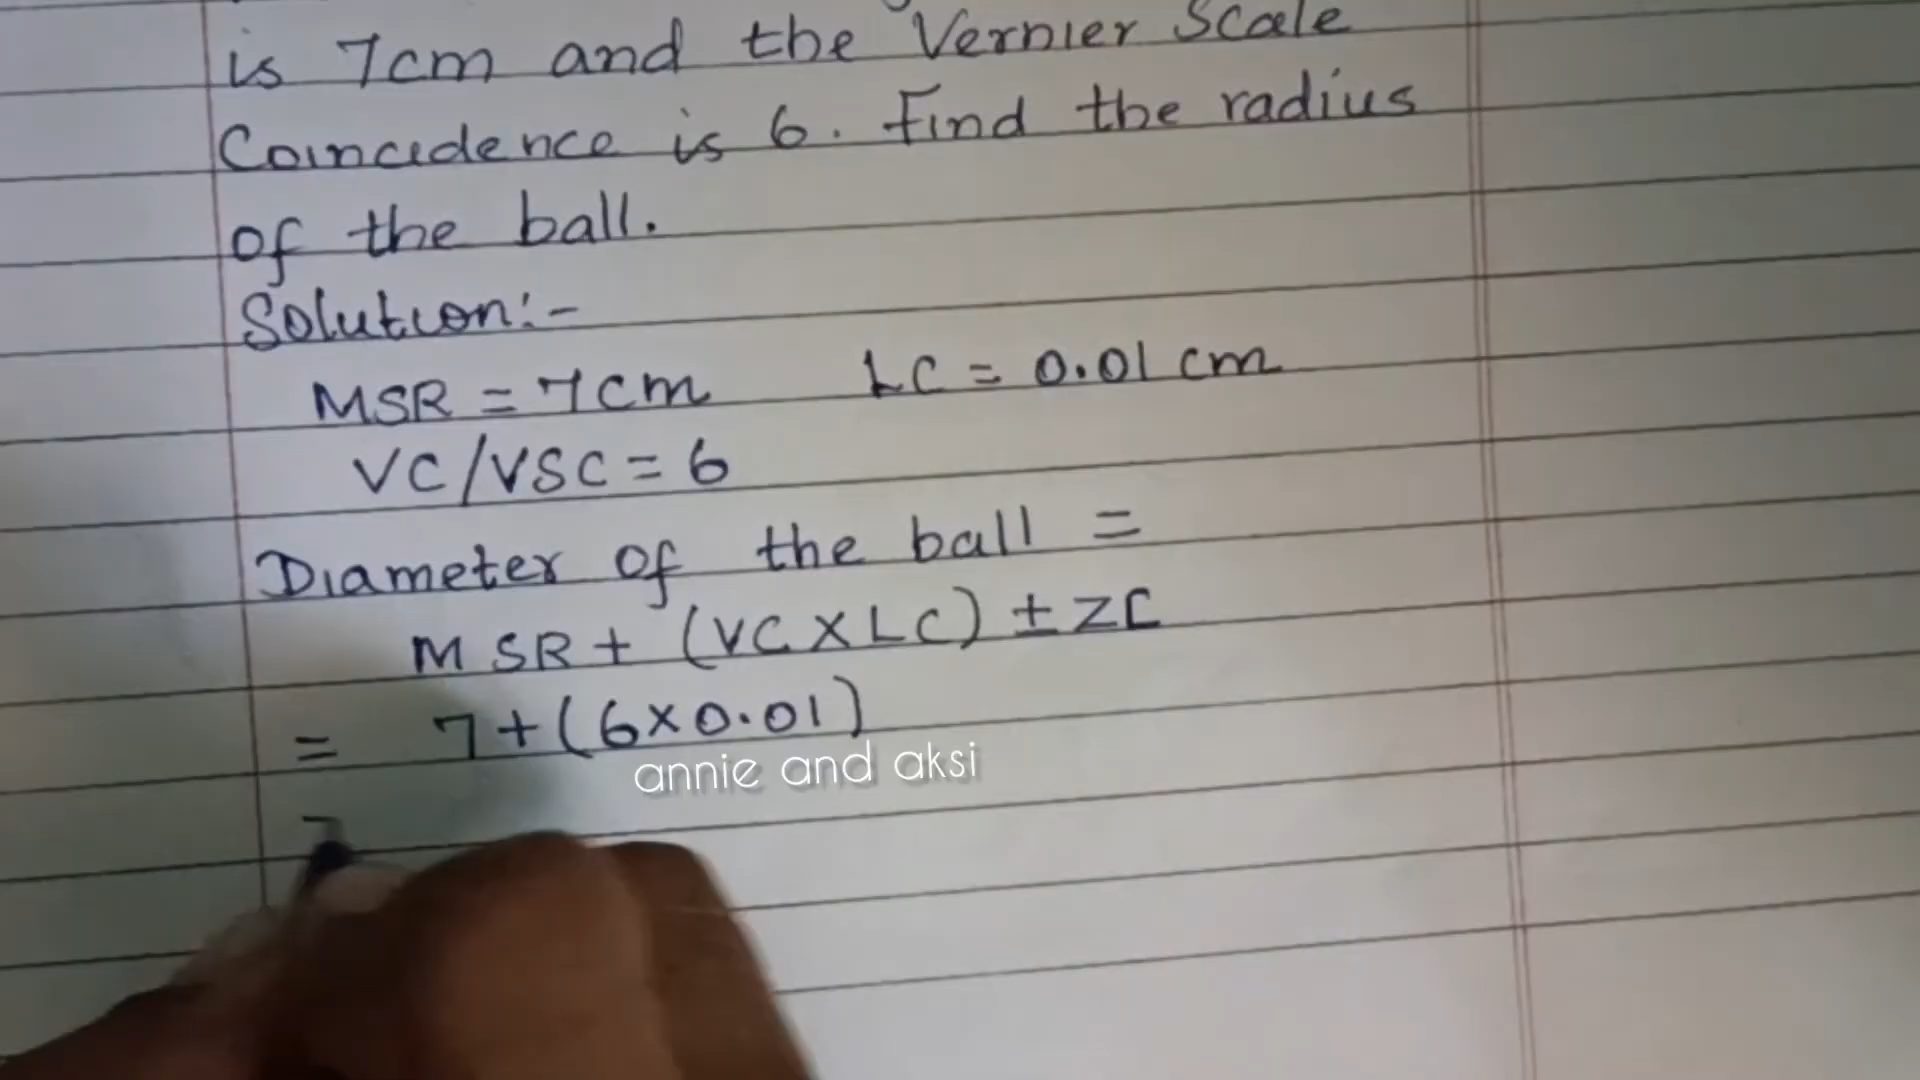 is 7cm and the Vernier Scale
Coincidence is 6. Find the radius
of the ball.
Solution:-
MSR = 7cm LC = 0.01 cm
VC/VSC = 6
Diameter of the ball =
MSR + (VC X LC) ± ZC
= 7+(6×0.01)
annie and aksi